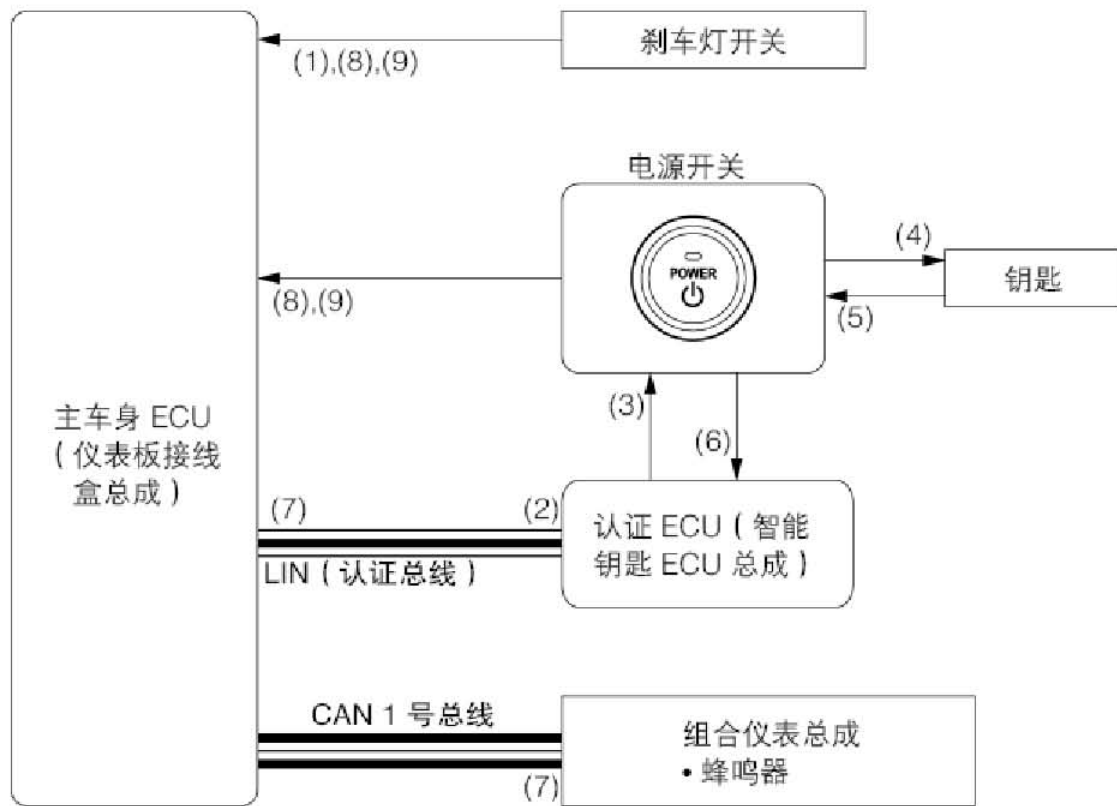 刹车灯开关
(1),(8),(9)
电源开关
POWER
(4)
钥匙
(5)
(8),(9)
(3)
(6)
主车身 ECU
( 仪表板接线
盒总成 )
(7)
(2)
认证 ECU ( 智能
钥匙 ECU 总成 )
LIN ( 认证总线 )
CAN 1 号总线
(7)
组合仪表总成
• 蜂鸣器